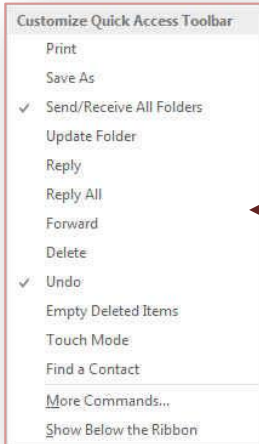 Customize Quick Access Toolbar
Print
Save As
✓ Send/Receive All Folders
Update Folder
Reply
Reply All
Forward
Delete
✓ Undo
Empty Deleted Items
Touch Mode
Find a Contact
More Commands...
Show Below the Ribbon